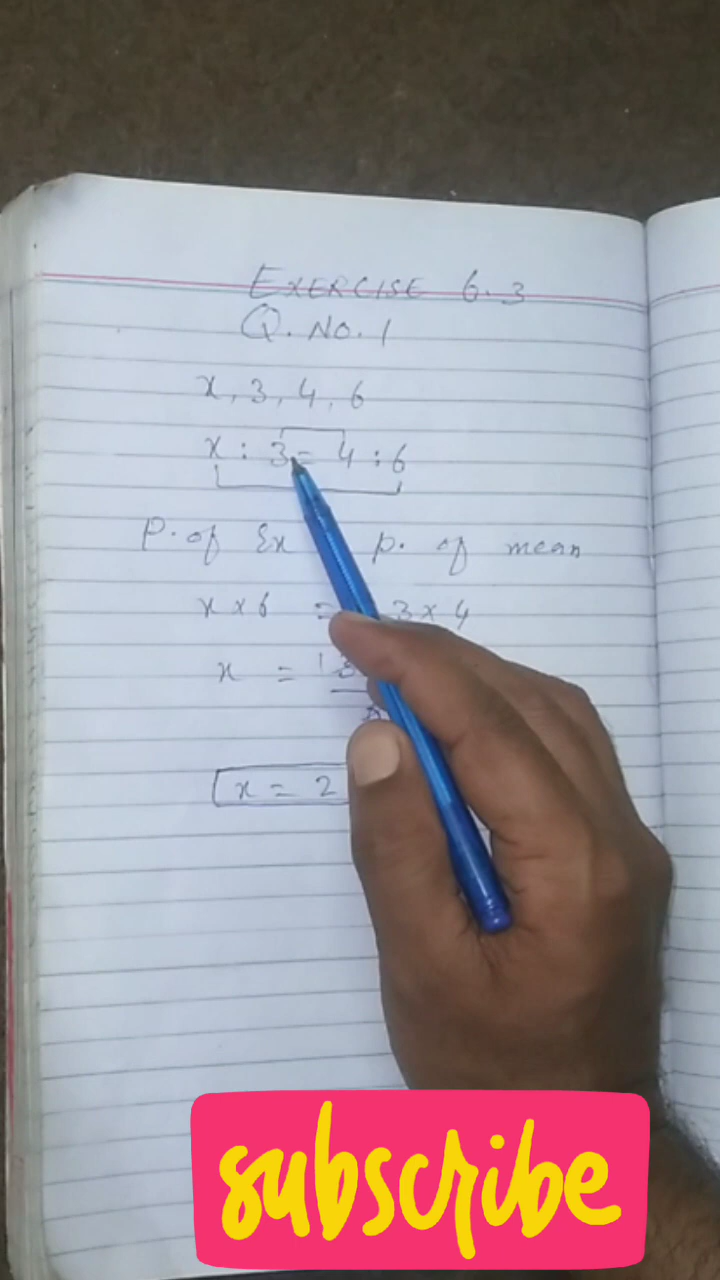 EXERCISE 6.3
Q. No. 1
x, 3, 4, 6
x : 3 = 4 : 6
P. of Ex P. of mean
x × 6 = 3 × 4
x = 3
x = 2
subscribe